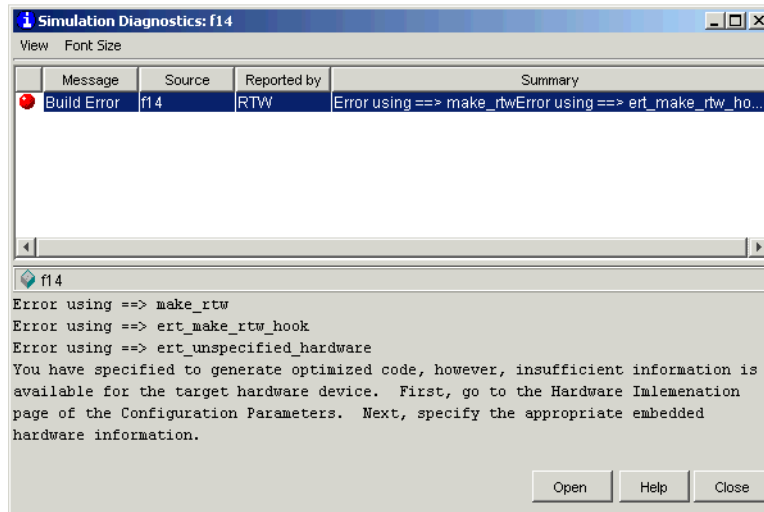 Simulation Diagnostics: f14
View Font Size
Message Source Reported by Summary
Build Error f14 RTW Error using ==> make_rtwError using ==> ert_make_rtw_ho...
f14
Error using ==> make_rtw
Error using ==> ert_make_rtw_hook
Error using ==> ert_unspecified_hardware
You have specified to generate optimized code, however, insufficient information is
available for the target hardware device. First, go to the Hardware Imlemenation
page of the Configuration Parameters. Next, specify the appropriate embedded
hardware information.
Open Help Close